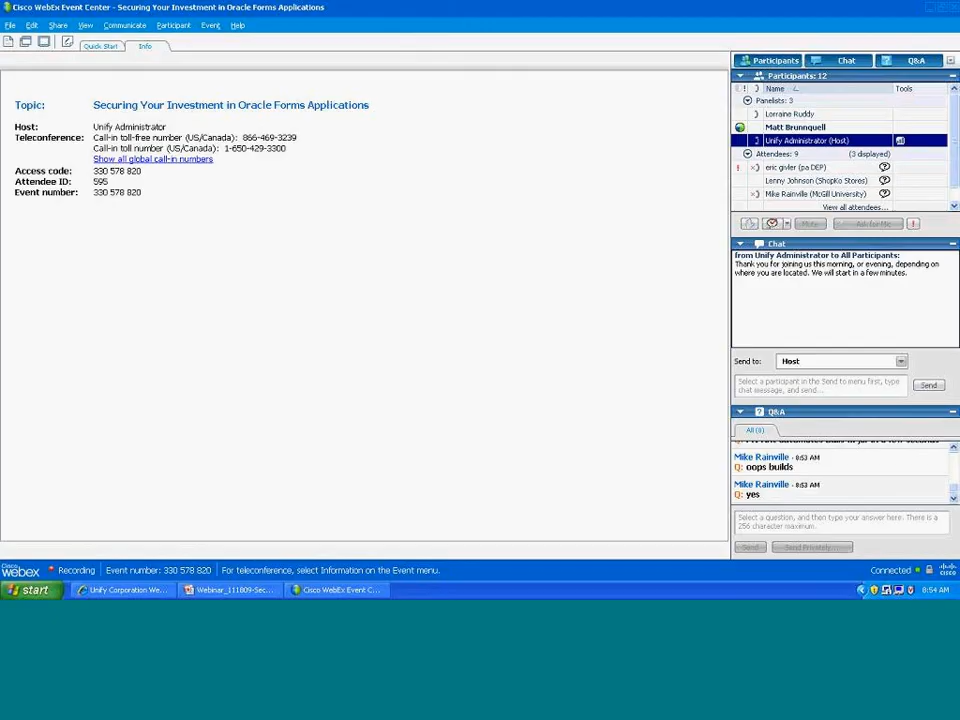 Cisco WebEx Event Center - Securing Your Investment in Oracle Forms Applications
File Edit Share View Communicate Participant Event Help
Quick Start Info
Topic: Securing Your Investment in Oracle Forms Applications
Host: Unify Administrator
Teleconference: Call-in toll-free number (US/Canada): 866-469-3239
Call-in toll number (US/Canada): 1-650-429-3300
Show all global call-in numbers
Access code: 330 578 820
Attendee ID: 595
Event number: 330 578 820
Participants Chat Q&A
Participants: 12
Name Tools
Panelists: 3
Lorraine Ruddy
Matt Brunnquell
Unify Administrator (Host)
Attendees: 9 (3 displayed)
eric givler (pa DEP)
Lenny Johnson (ShopKo Stores)
Mike Rainville (McGill University)
View all attendees...
Mute Ask for Mic
Chat
from Unify Administrator to All Participants:
Thank you for joining us this morning, or evening, depending on
where you are located. We will start in a few minutes.
Send to: Host
Select a participant in the Send to menu first, type
chat message, and send...
Send
Q&A
All (0)
Mike Rainville - 8:53 AM
Q: oops builds
Mike Rainville - 8:53 AM
Q: yes
Select a question, and then type your answer here. There is a
256 character maximum.
Send Send Privately...
Cisco webex Recording Event number: 330 578 820 For teleconference, select Information on the Event menu. Connected cisco
start Unify Corporation We... Webinar_111809-Sec... Cisco WebEx Event C... 8:54 AM